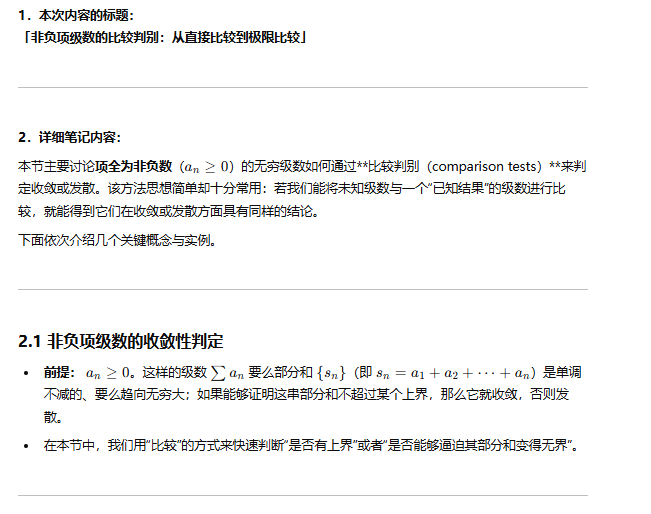 1. 本次内容的标题：
「非负项级数的比较判别：从直接比较到极限比较」
2. 详细笔记内容：
本节主要讨论项全为非负数（aₙ ≥ 0）的无穷级数如何通过**比较判别（comparison tests）**来判
定收敛或发散。该方法思想简单却十分常用：若我们能将未知级数与一个“已知结果”的级数进行比
较，就能得到它们在收敛或发散方面具有同样的结论。
下面依次介绍几个关键概念与实例。
2.1 非负项级数的收敛性判定
• 前提： aₙ ≥ 0。这样的级数 ∑ aₙ 要么部分和 {sₙ}（即 sₙ = a₁ + a₂ + ⋯ + aₙ）是单调
不减的、要么趋向无穷大；如果能够证明这串部分和不超过某个上界，那么它就收敛，否则发
散。
• 在本节中，我们用“比较”的方式来快速判断“是否有上界”或者“是否能够逼迫其部分和变得无界”。